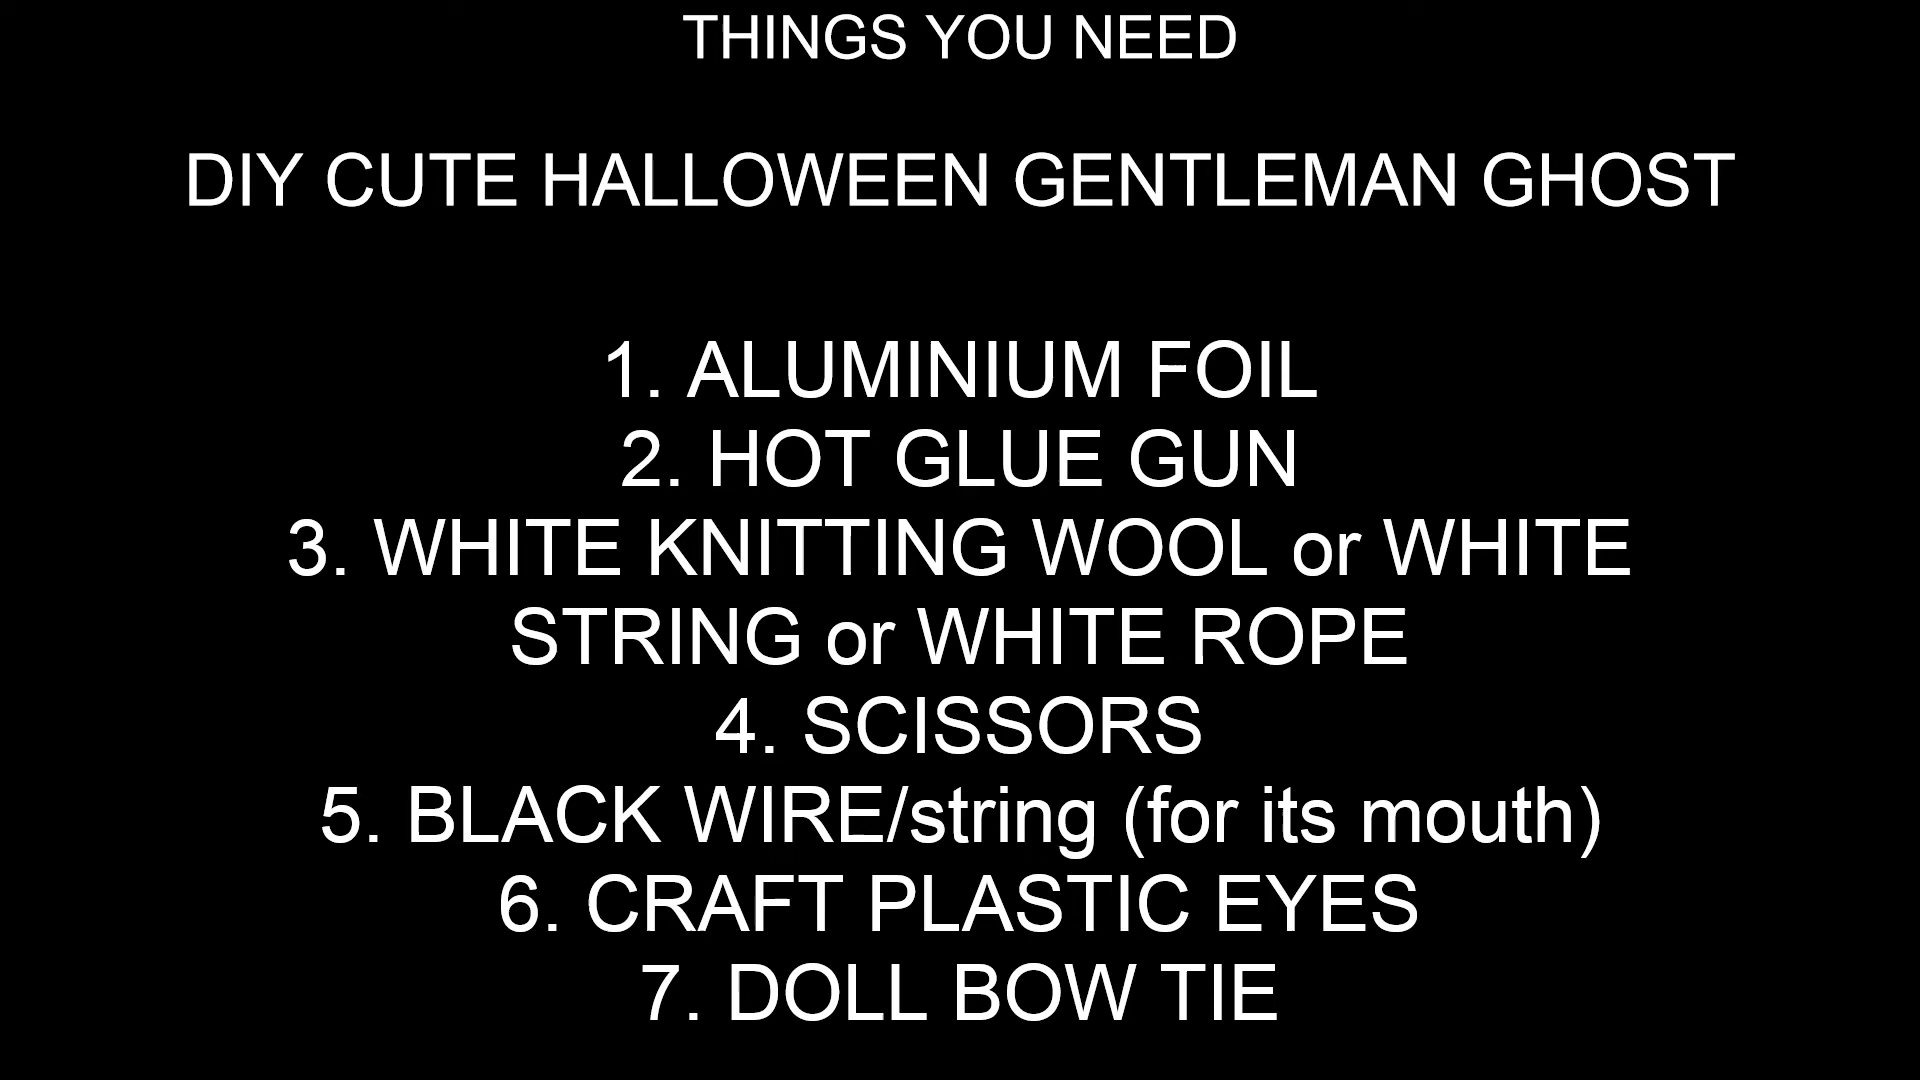 THINGS YOU NEED
DIY CUTE HALLOWEEN GENTLEMAN GHOST
1. ALUMINIUM FOIL
2. HOT GLUE GUN
3. WHITE KNITTING WOOL or WHITE
STRING or WHITE ROPE
4. SCISSORS
5. BLACK WIRE/string (for its mouth)
6. CRAFT PLASTIC EYES
7. DOLL BOW TIE